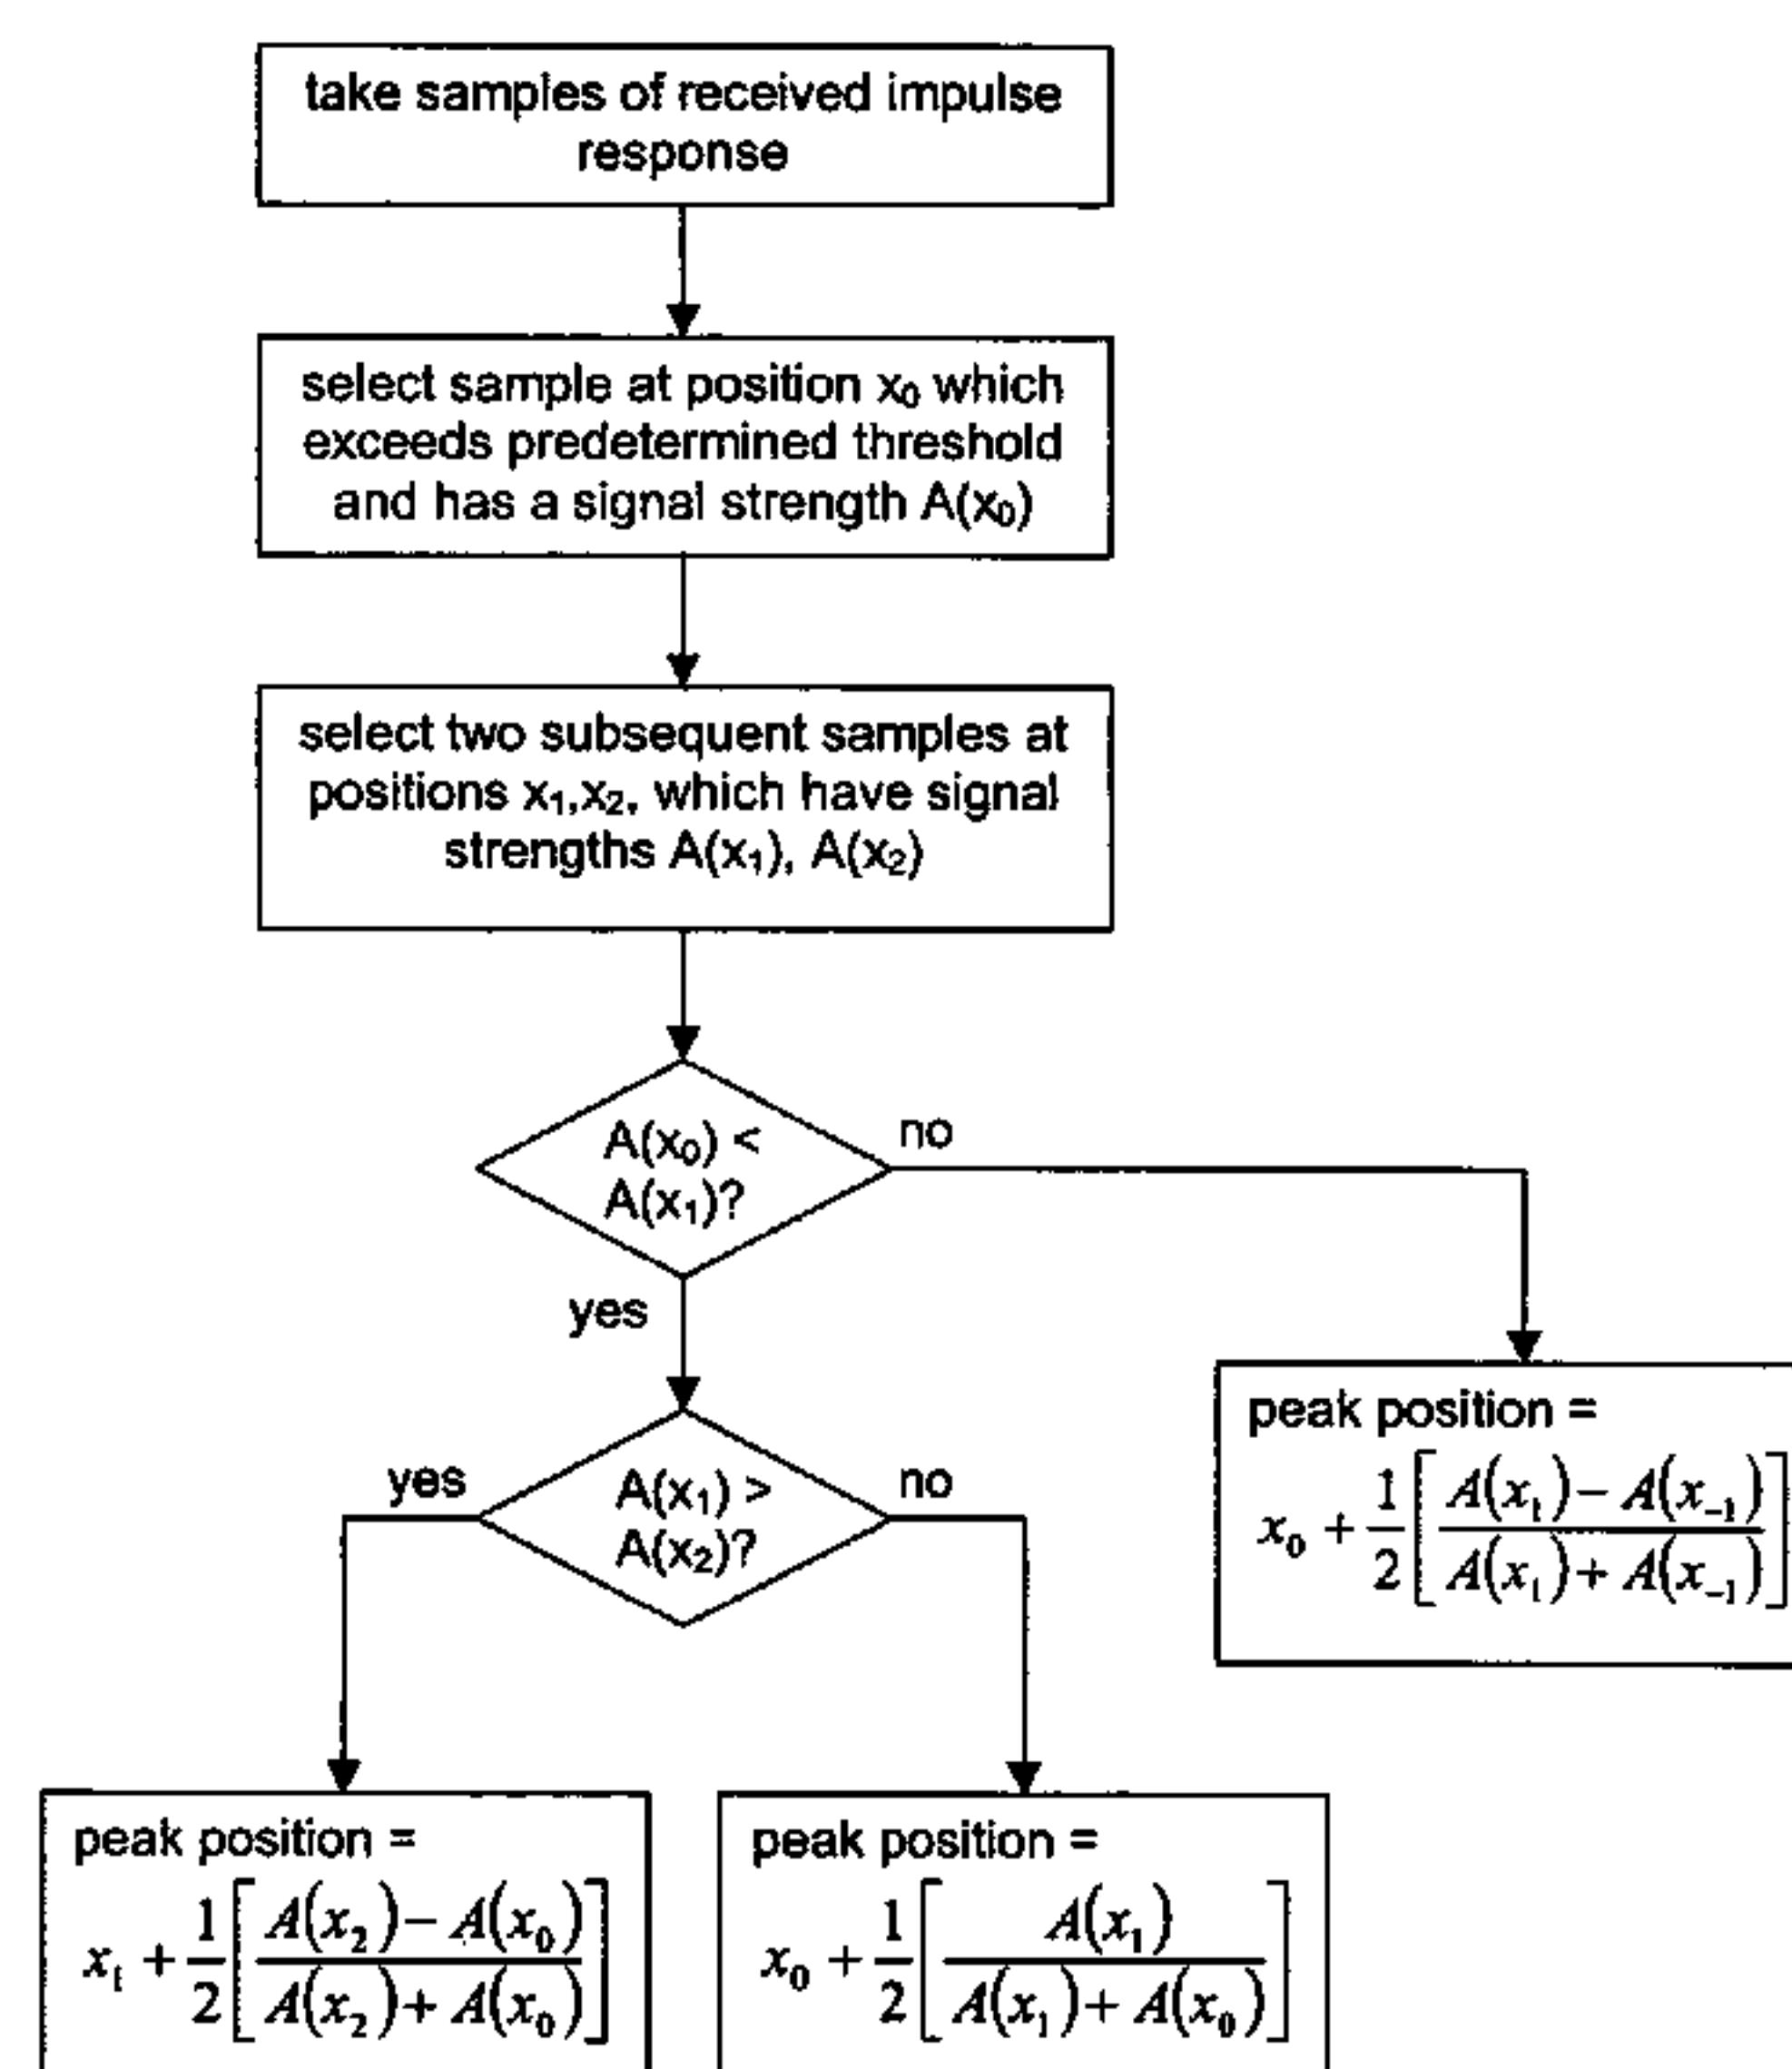 take samples of received impulse
response
select sample at position x₀ which
exceeds predetermined threshold
and has a signal strength A(x₀)
select two subsequent samples at
positions x₁,x₂, which have signal
strengths A(x₁), A(x₂)
A(x₀) <
A(x₁)?
no
yes
peak position =
x₀ + 1/2 [ A(x₁) − A(x₋₁) / A(x₁) + A(x₋₁) ]
yes
A(x₁) >
A(x₂)?
no
peak position =
x₁ + 1/2 [ A(x₂) − A(x₀) / A(x₂) + A(x₀) ]
peak position =
x₀ + 1/2 [ A(x₁) / A(x₁) + A(x₀) ]